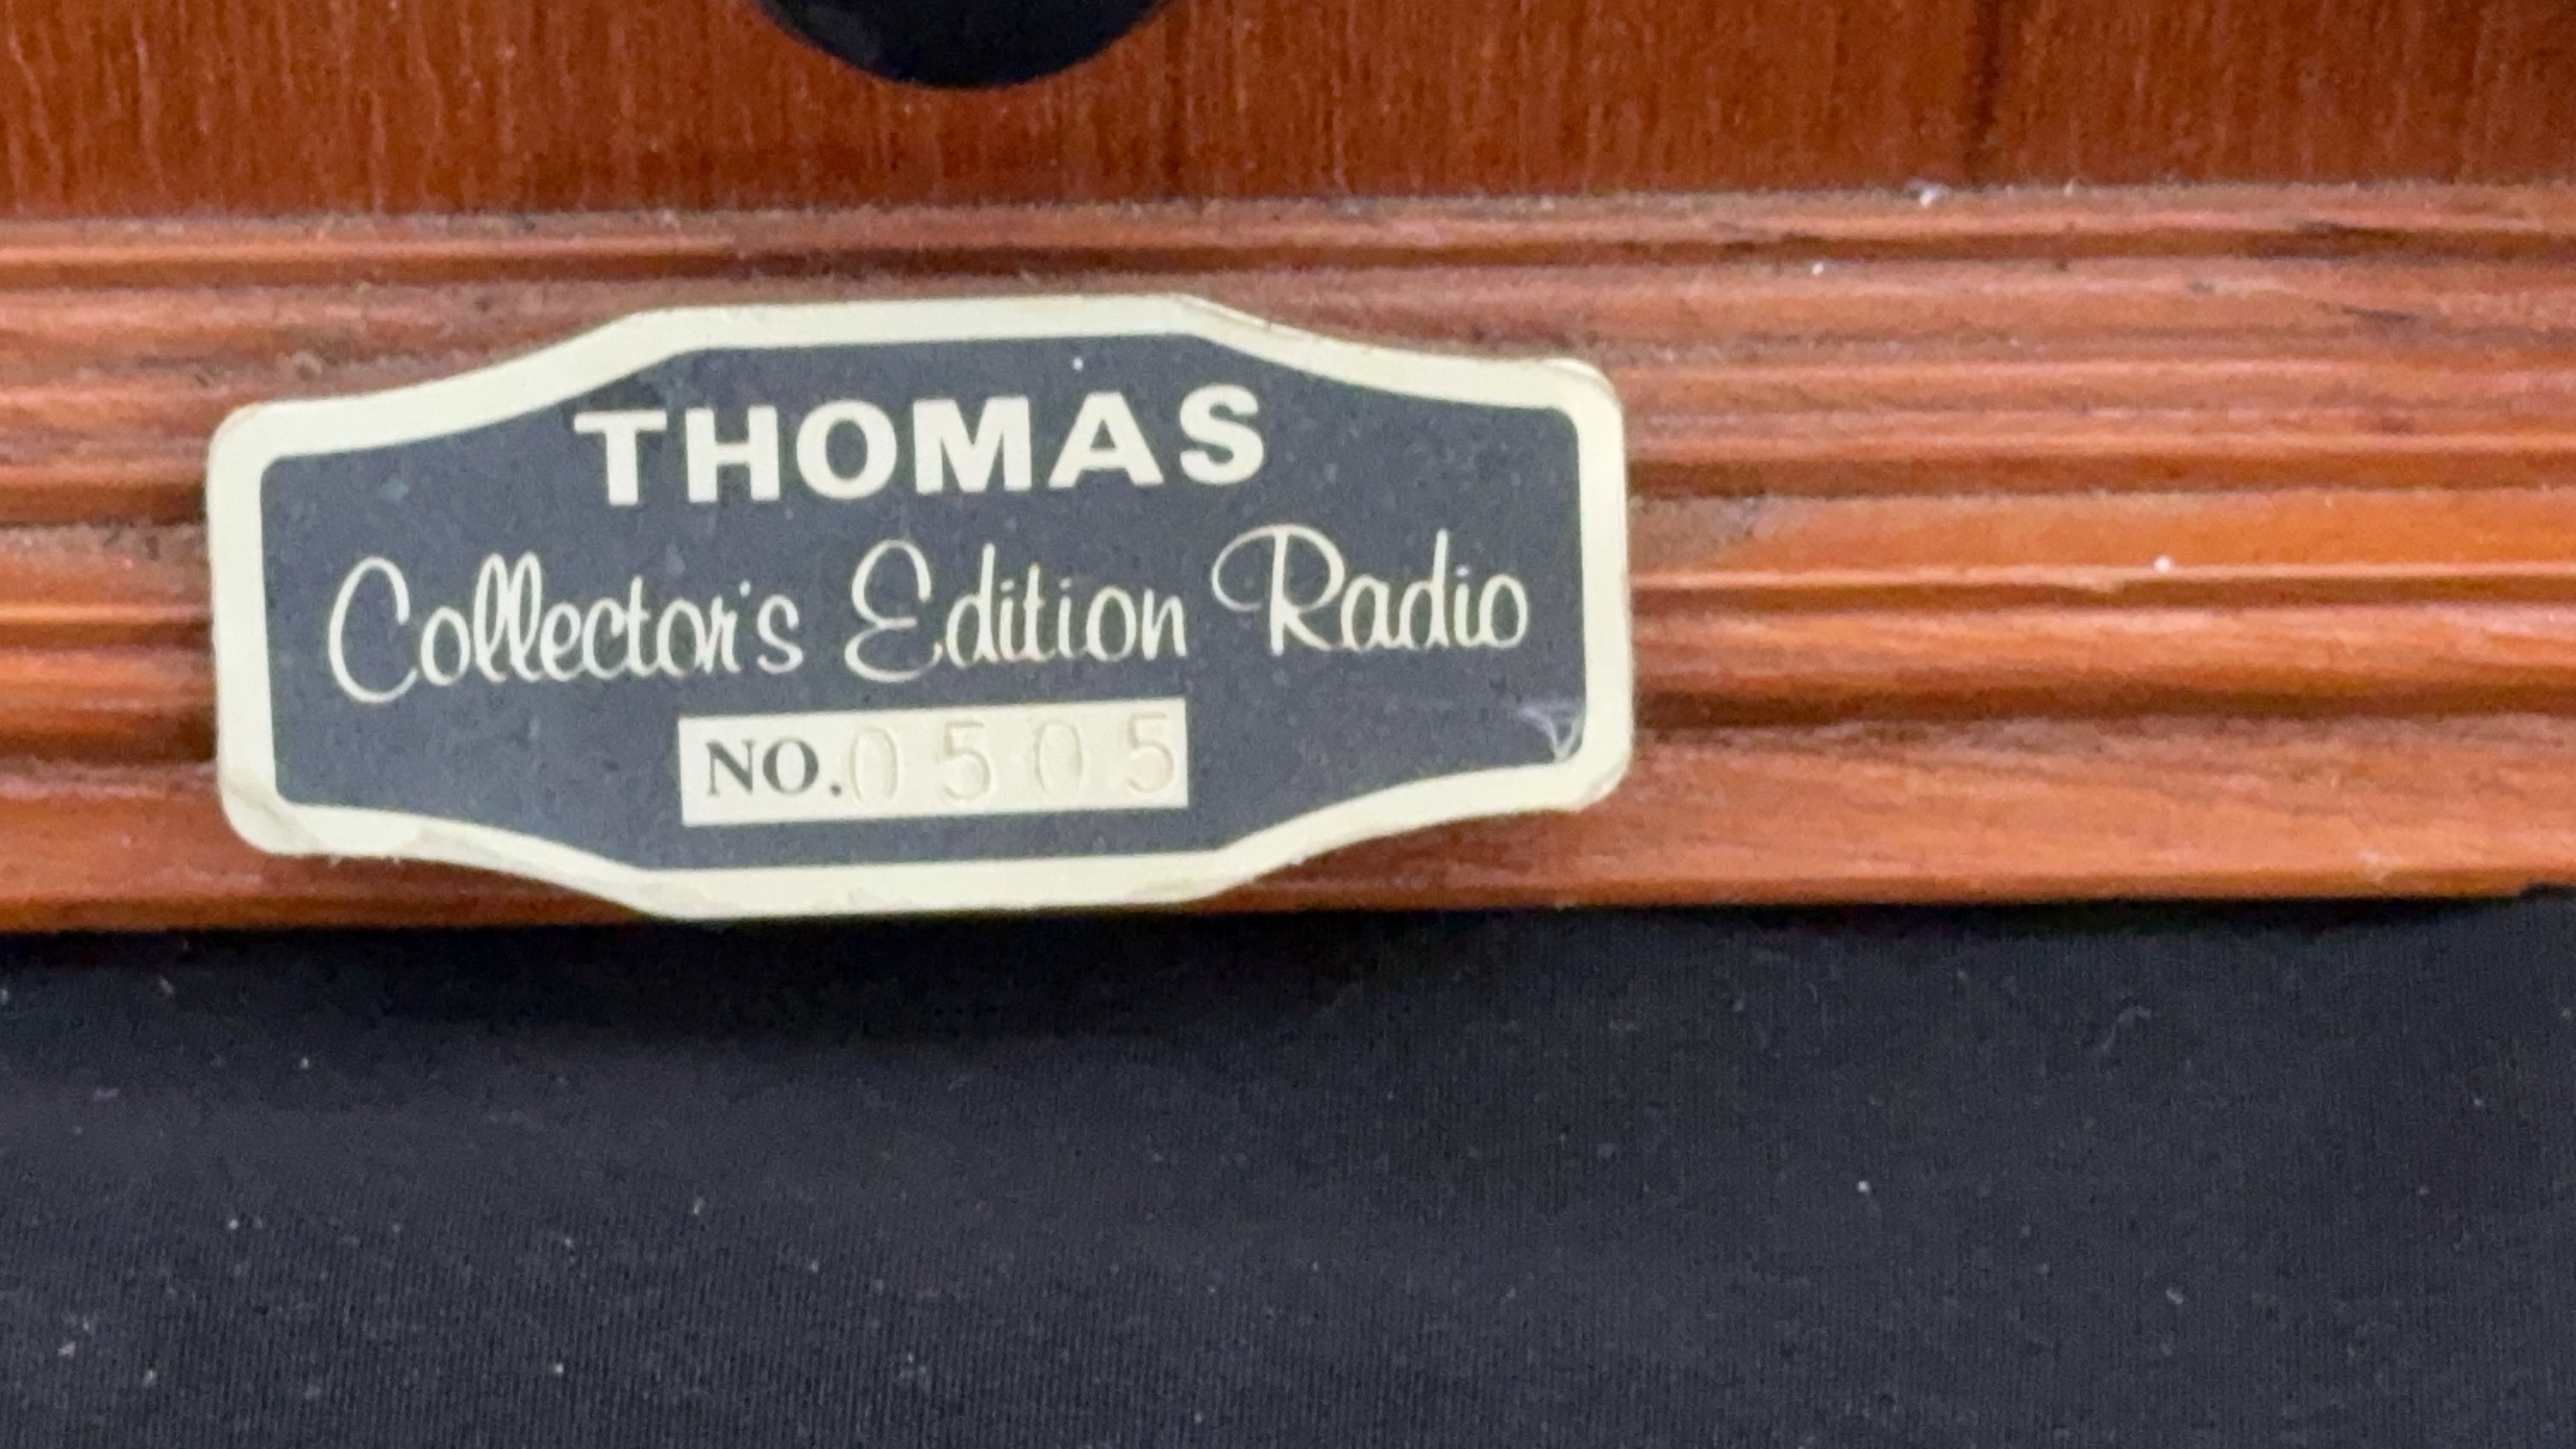 THOMAS
Collector's Edition Radio
NO. 0505